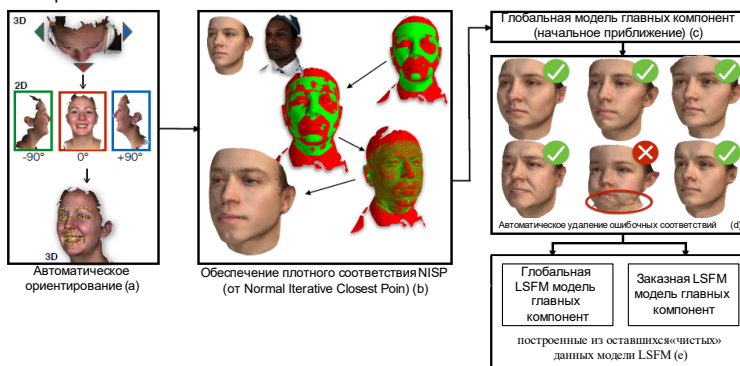 3D
2D
-90° 0° +90°
3D
Автоматическое
ориентирование (a)
Обеспечение плотного соответствия NISP
(от Normal Iterative Closest Poin) (b)
Глобальная модель главных компонент
(начальное приближение) (c)
Автоматическое удаление ошибочных соответствий (d)
Глобальная
LSFM модель
главных
компонент
Заказная LSFM
модель главных
компонент
построенные из оставшихся«чистых»
данных модели LSFM (e)